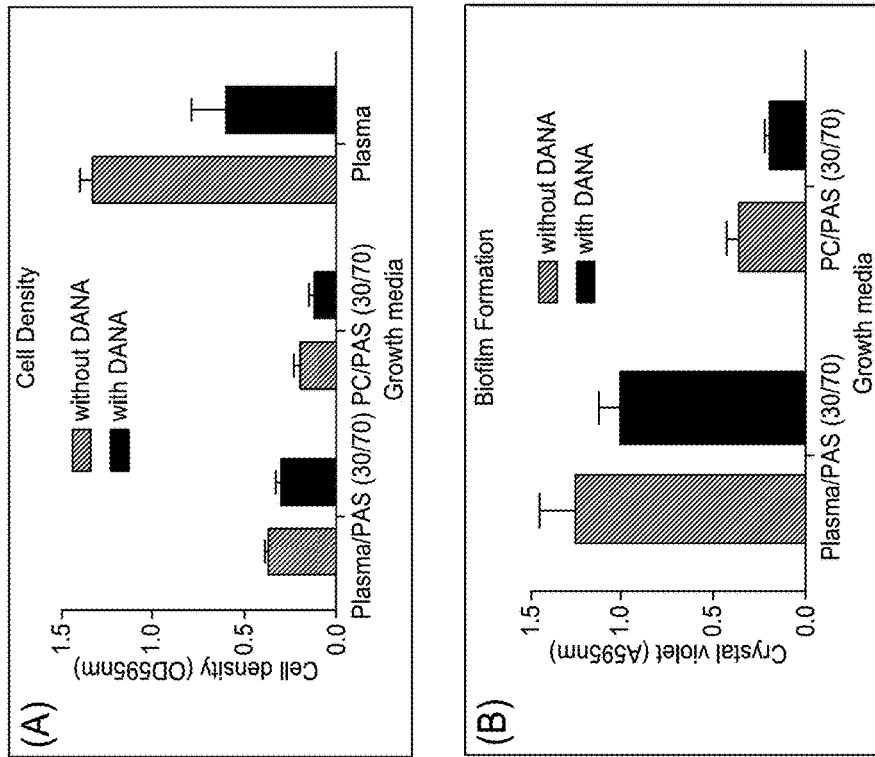 (A)
Cell Density
without DANA
with DANA
Cell density (OD595nm)
1.5
1.0
0.5
0.0
Plasma/PAS (30/70) PC/PAS (30/70) Plasma
Growth media
(B)
Biofilm Formation
without DANA
with DANA
Crystal violet (A595nm)
1.5
1.0
0.5
0.0
Plasma/PAS (30/70) PC/PAS (30/70)
Growth media